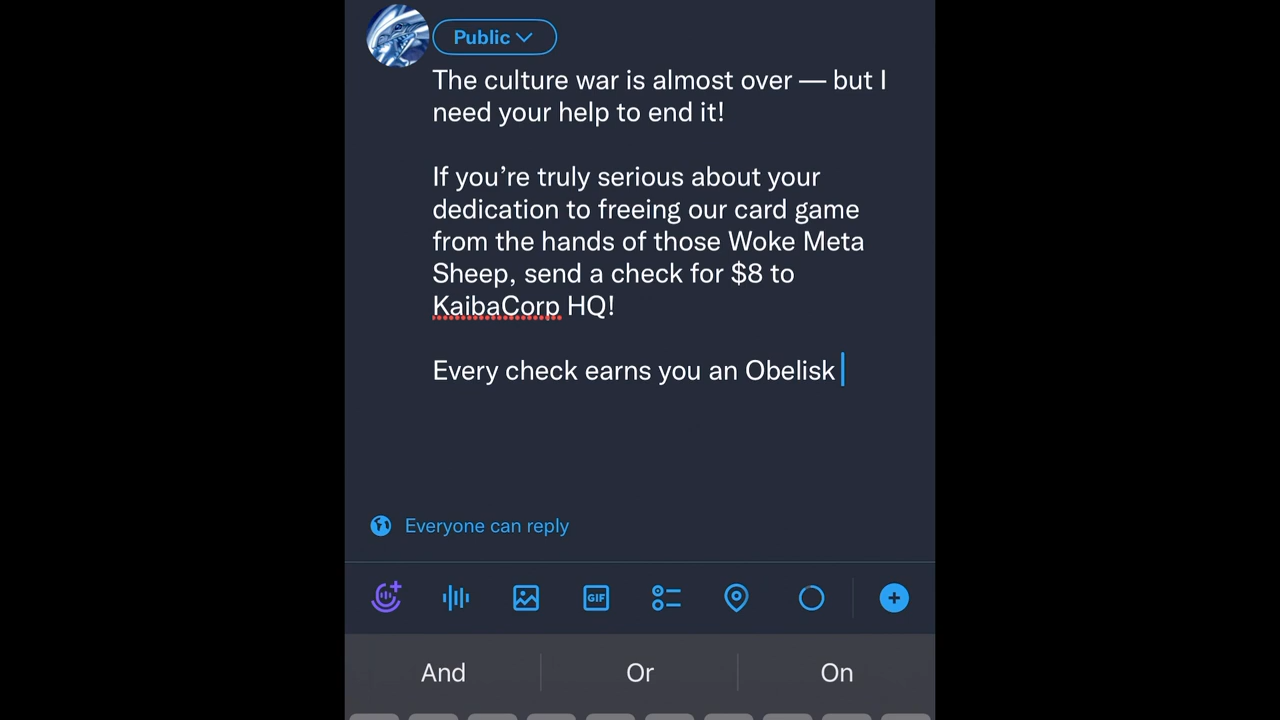 Public
The culture war is almost over — but I
need your help to end it!
If you’re truly serious about your
dedication to freeing our card game
from the hands of those Woke Meta
Sheep, send a check for $8 to
KaibaCorp HQ!
Every check earns you an Obelisk
Everyone can reply
GIF
And Or On